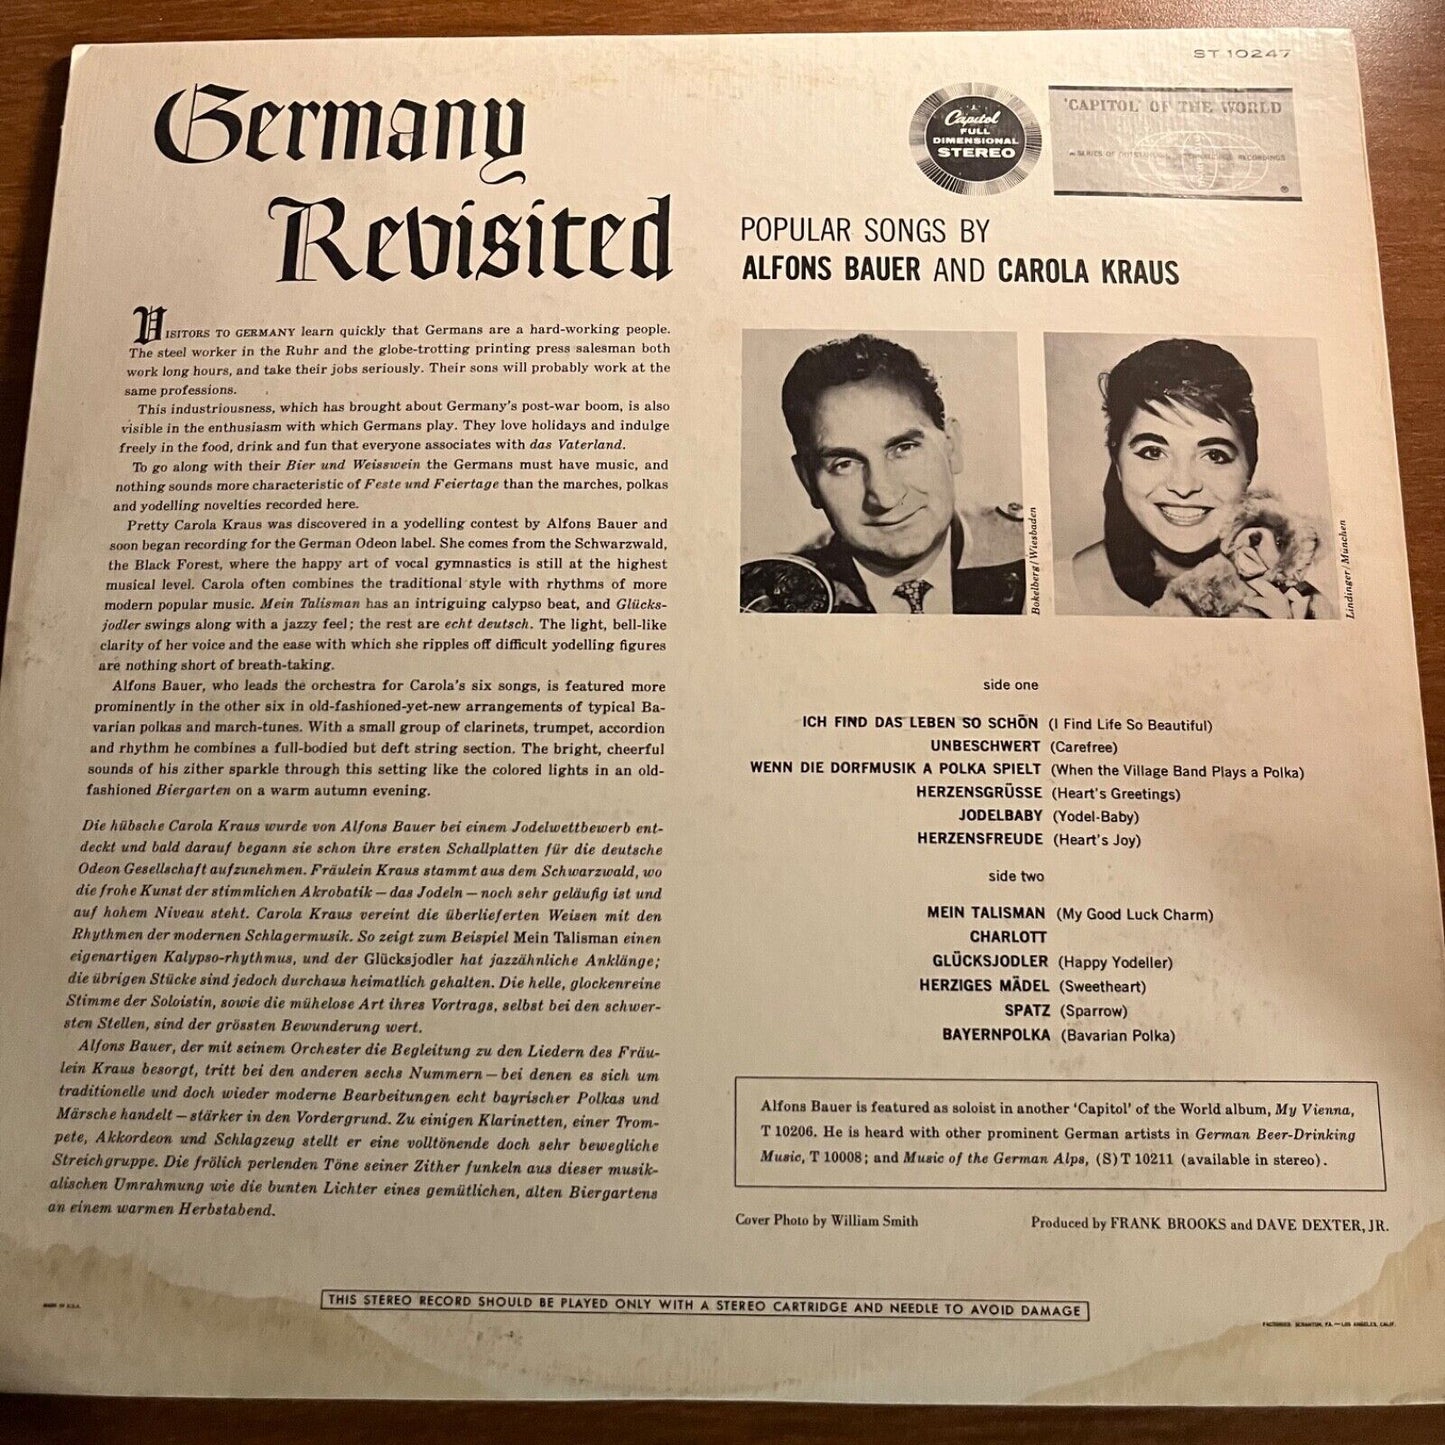 ST 10247
Germany
Revisited
Capitol
FULL
DIMENSIONAL
STEREO
'CAPITOL' OF THE WORLD
POPULAR SONGS BY
ALFONS BAUER AND CAROLA KRAUS
VISITORS TO GERMANY learn quickly that Germans are a hard-working people.
The steel worker in the Ruhr and the globe-trotting printing press salesman both
work long hours, and take their jobs seriously. Their sons will probably work at the
same professions.
This industriousness, which has brought about Germany's post-war boom, is also
visible in the enthusiasm with which Germans play. They love holidays and indulge
freely in the food, drink and fun that everyone associates with das Vaterland.
To go along with their Bier und Weisswein the Germans must have music, and
nothing sounds more characteristic of Feste und Feiertage than the marches, polkas
and yodelling novelties recorded here.
Pretty Carola Kraus was discovered in a yodelling contest by Alfons Bauer and
soon began recording for the German Odeon label. She comes from the Schwarzwald,
the Black Forest, where the happy art of vocal gymnastics is still at the highest
musical level. Carola often combines the traditional style with rhythms of more
modern popular music. Mein Talisman has an intriguing calypso beat, and Glücks-
jodler swings along with a jazzy feel; the rest are echt deutsch. The light, bell-like
clarity of her voice and the ease with which she ripples off difficult yodelling figures
are nothing short of breath-taking.
Alfons Bauer, who leads the orchestra for Carola's six songs, is featured more
prominently in the other six in old-fashioned-yet-new arrangements of typical Ba-
varian polkas and march-tunes. With a small group of clarinets, trumpet, accordion
and rhythm he combines a full-bodied but deft string section. The bright, cheerful
sounds of his zither sparkle through this setting like the colored lights in an old-
fashioned Biergarten on a warm autumn evening.
Die hübsche Carola Kraus wurde von Alfons Bauer bei einem Jodelwettbewerb ent-
deckt und bald darauf begann sie schon ihre ersten Schallplatten für die deutsche
Odeon Gesellschaft aufzunehmen. Fräulein Kraus stammt aus dem Schwarzwald, wo
die frohe Kunst der stimmlichen Akrobatik — das Jodeln — noch sehr geläufig ist und
auf hohem Niveau steht. Carola Kraus vereint die überlieferten Weisen mit den
Rhythmen der modernen Schlagermusik. So zeigt zum Beispiel Mein Talisman einen
eigenartigen Kalypso-rhythmus, und der Glücksjodler hat jazzähnliche Anklänge;
die übrigen Stücke sind jedoch durchaus heimatlich gehalten. Die helle, glockenreine
Stimme der Soloistin, sowie die mühelose Art ihres Vortrags, selbst bei den schwer-
sten Stellen, sind der grössten Bewunderung wert.
Alfons Bauer, der mit seinem Orchester die Begleitung zu den Liedern des Fräu-
lein Kraus besorgt, tritt bei den anderen sechs Nummern — bei denen es sich um
traditionelle und doch wieder moderne Bearbeitungen echt bayrischer Polkas und
Märsche handelt — stärker in den Vordergrund. Zu einigen Klarinetten, einer Trom-
pete, Akkordeon und Schlagzeug stellt er eine volltönende doch sehr bewegliche
Streichgruppe. Die frölich perlenden Töne seiner Zither funkeln aus dieser musik-
alischen Umrahmung wie die bunten Lichter eines gemütlichen, alten Biergartens
an einem warmen Herbstabend.
Bokelberg/Wiesbaden
Lindinger/Munchen
side one
ICH FIND DAS LEBEN SO SCHÖN (I Find Life So Beautiful)
UNBESCHWERT (Carefree)
WENN DIE DORFMUSIK A POLKA SPIELT (When the Village Band Plays a Polka)
HERZENSGRÜSSE (Heart's Greetings)
JODELBABY (Yodel-Baby)
HERZENSFREUDE (Heart's Joy)
side two
MEIN TALISMAN (My Good Luck Charm)
CHARLOTT
GLÜCKSJODLER (Happy Yodeller)
HERZIGES MÄDEL (Sweetheart)
SPATZ (Sparrow)
BAYERNPOLKA (Bavarian Polka)
Alfons Bauer is featured as soloist in another 'Capitol' of the World album, My Vienna,
T 10206. He is heard with other prominent German artists in German Beer-Drinking
Music, T 10008; and Music of the German Alps, (S)T 10211 (available in stereo).
Cover Photo by William Smith
Produced by FRANK BROOKS and DAVE DEXTER, JR.
MADE IN U.S.A.
THIS STEREO RECORD SHOULD BE PLAYED ONLY WITH A STEREO CARTRIDGE AND NEEDLE TO AVOID DAMAGE
FACTORIES: SCRANTON, PA.—LOS ANGELES, CALIF.